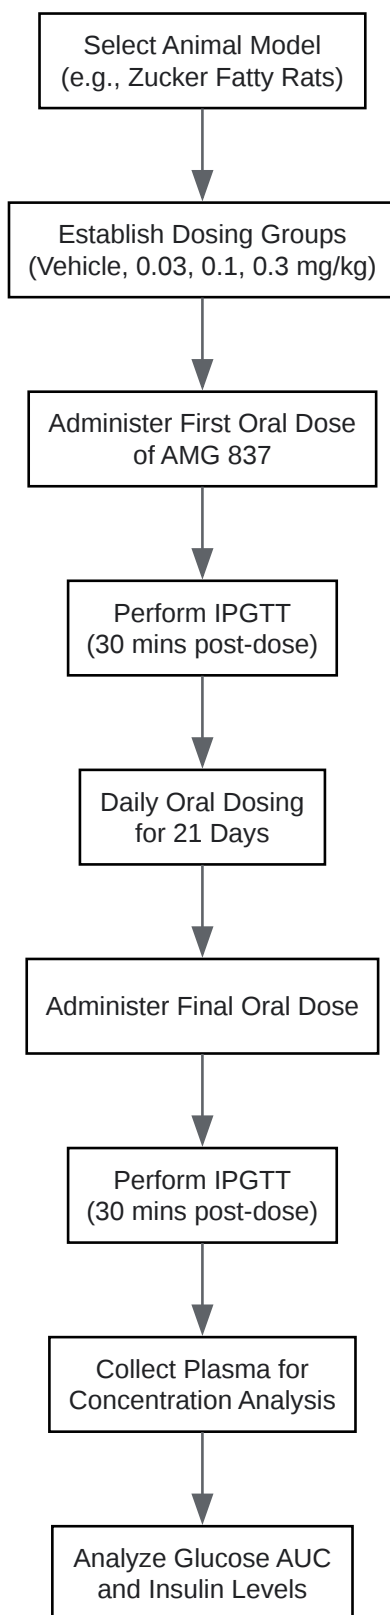 Select Animal Model
(e.g., Zucker Fatty Rats)
Establish Dosing Groups
(Vehicle, 0.03, 0.1, 0.3 mg/kg)
Administer First Oral Dose
of AMG 837
Perform IPGTT
(30 mins post-dose)
Daily Oral Dosing
for 21 Days
Administer Final Oral Dose
Perform IPGTT
(30 mins post-dose)
Collect Plasma for
Concentration Analysis
Analyze Glucose AUC
and Insulin Levels